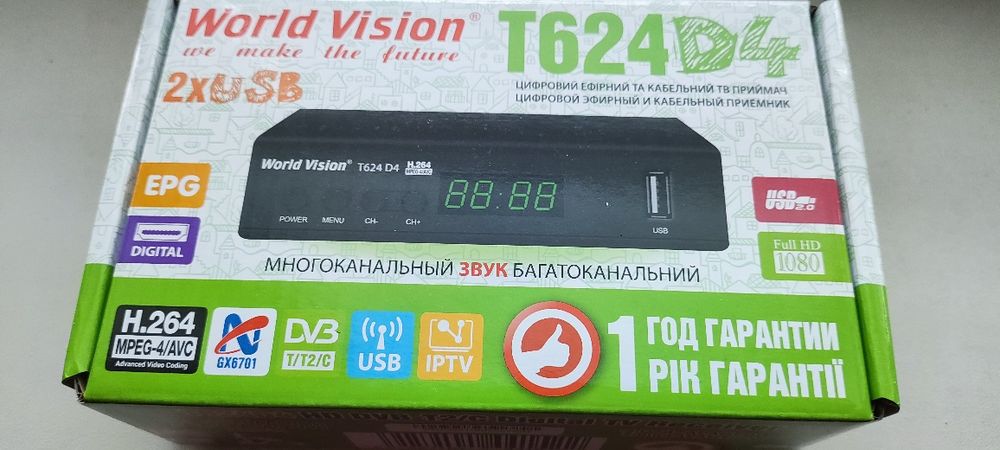 World Vision®
we make the future
T624 D4
2xUSB
ЦИФРОВИЙ ЕФІРНИЙ ТА КАБЕЛЬНИЙ ТВ ПРИЙМАЧ
ЦИФРОВОЙ ЭФИРНЫЙ И КАБЕЛЬНЫЙ ПРИЕМНИК
World Vision® T624 D4 H.264
MPEG-4/AVC
88:88
EPG
DIGITAL
POWER MENU CH- CH+
USB
USB 2.0
Full HD
1080
МНОГОКАНАЛЬНЫЙ ЗВУК БАГАТОКАНАЛЬНИЙ
H.264
MPEG-4/AVC
Advanced Video Coding
GX6701
DVB
T/T2/C
USB
IPTV
1 ГОД ГАРАНТИИ
РІК ГАРАНТІЇ